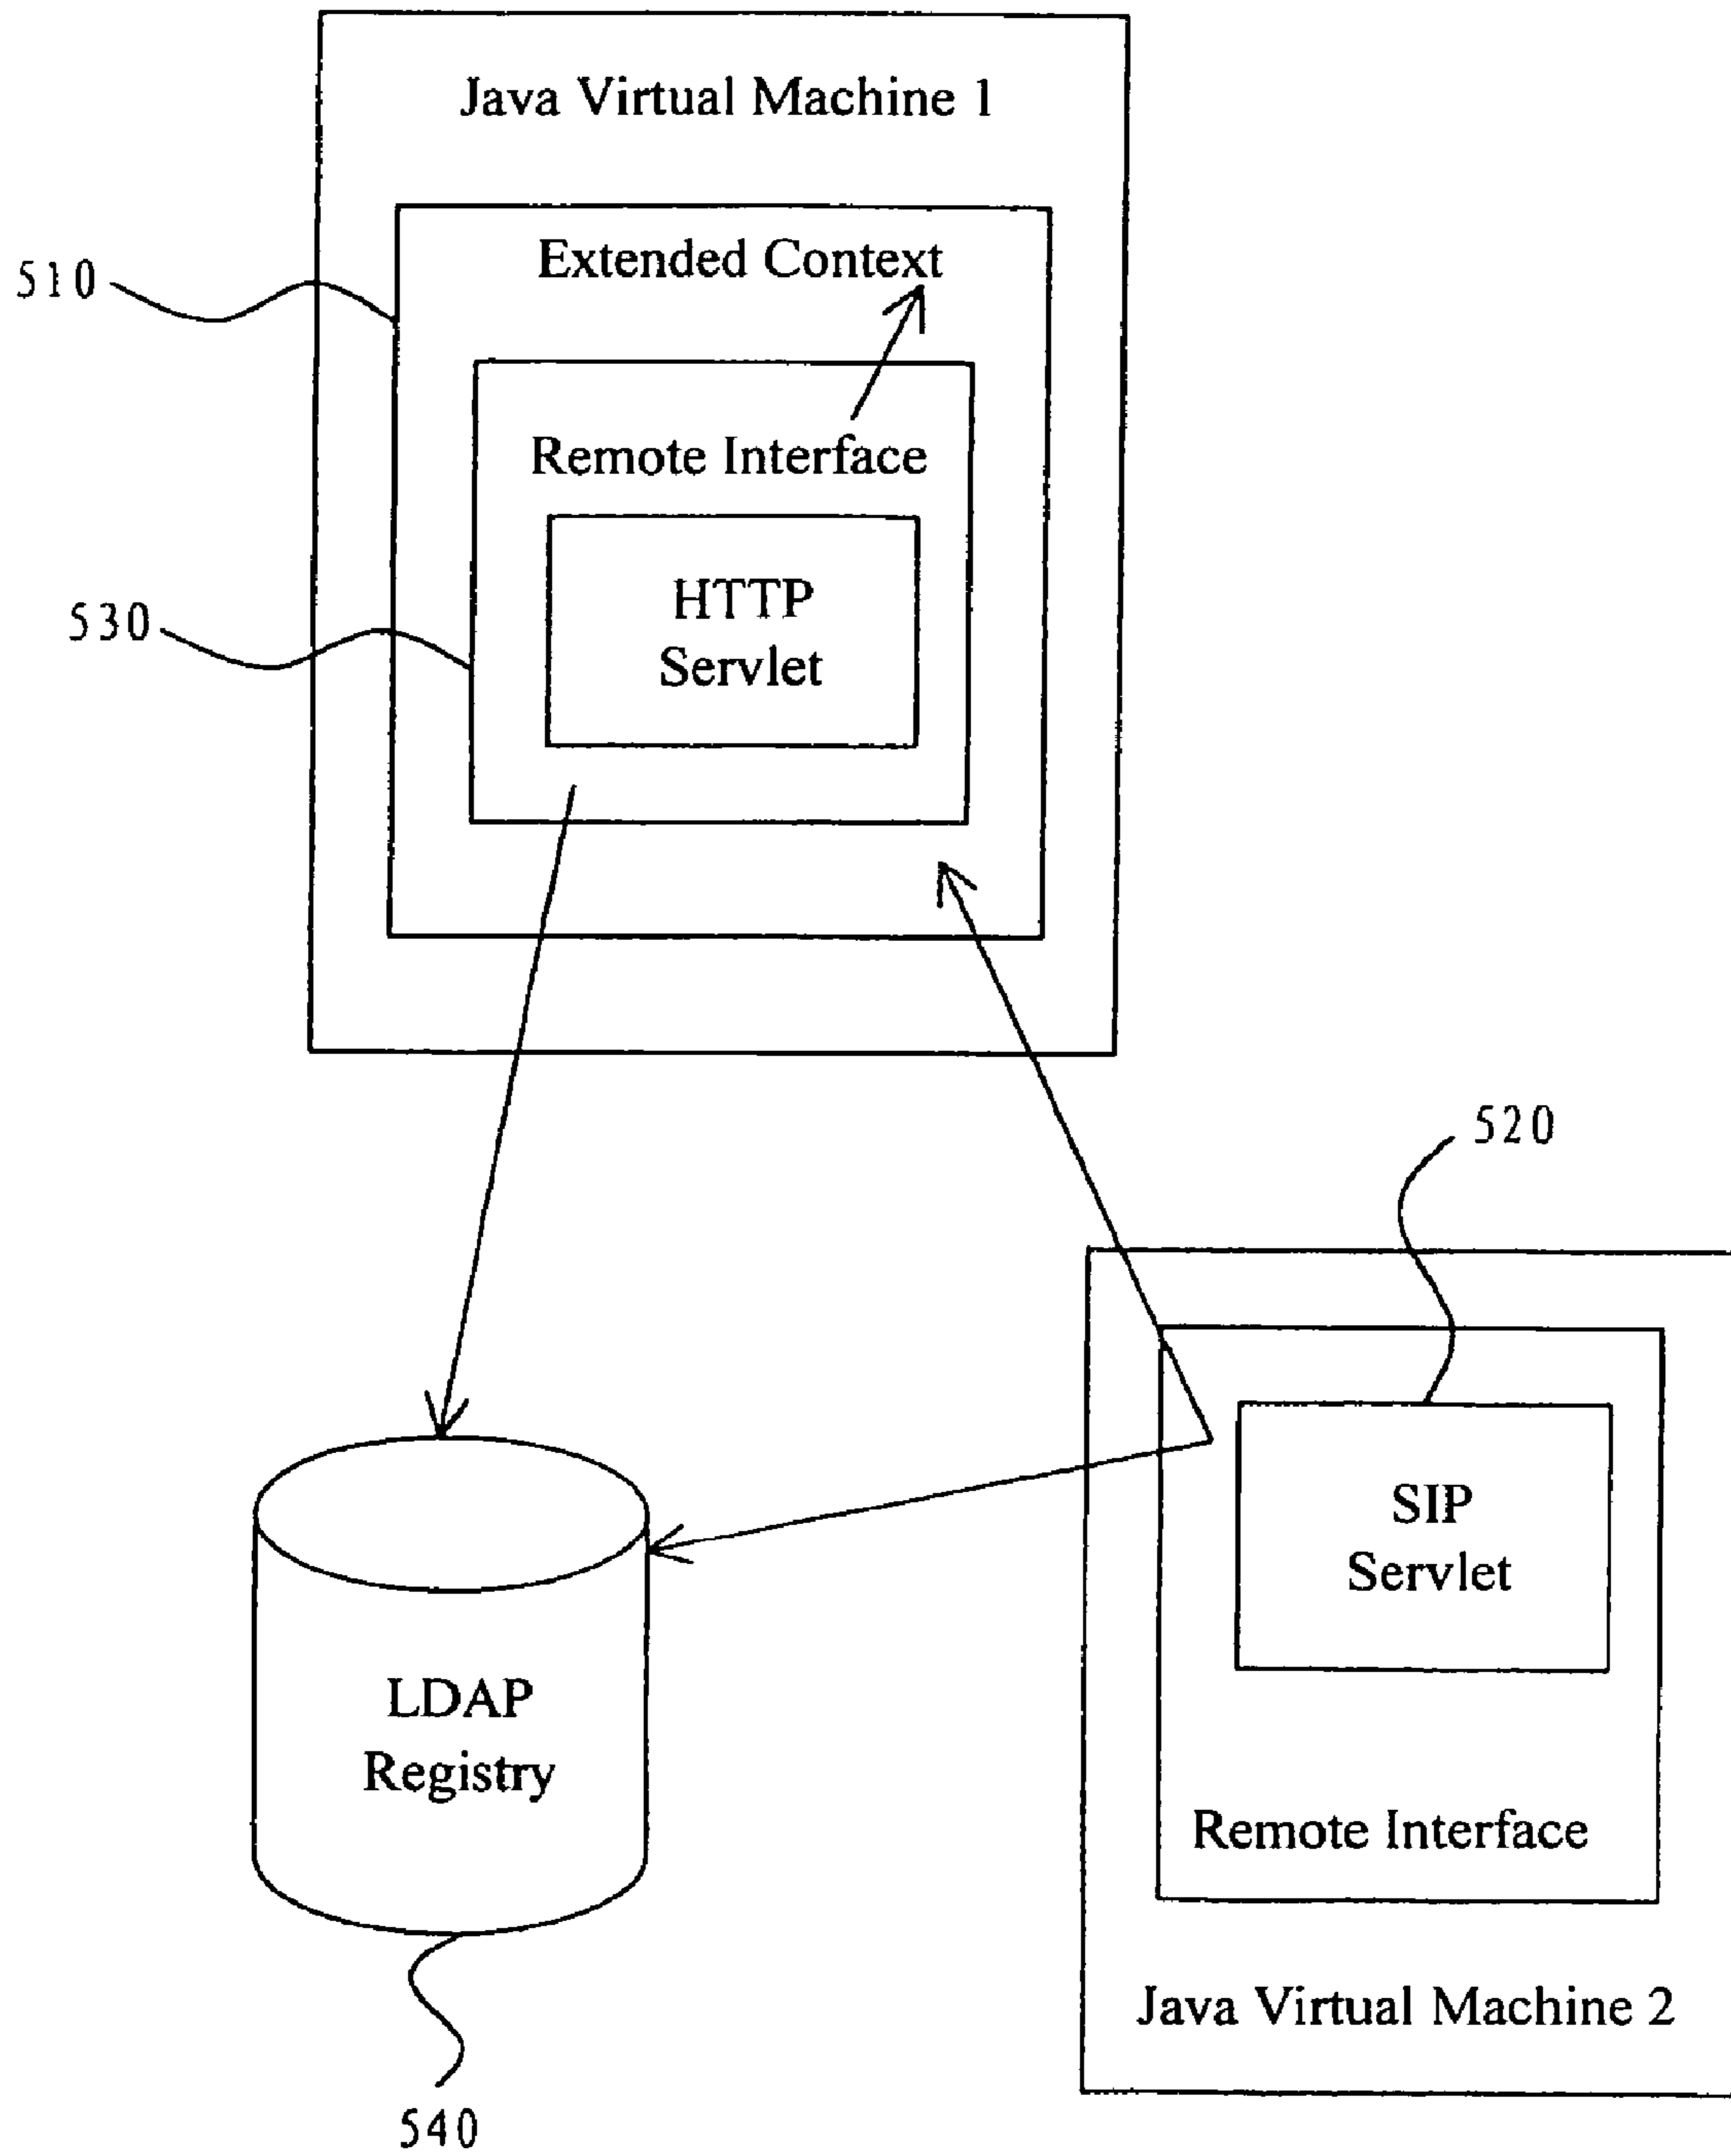 Java Virtual Machine 1
Extended Context
510
Remote Interface
HTTP
Servlet
530
520
SIP
Servlet
LDAP
Registry
Remote Interface
Java Virtual Machine 2
540